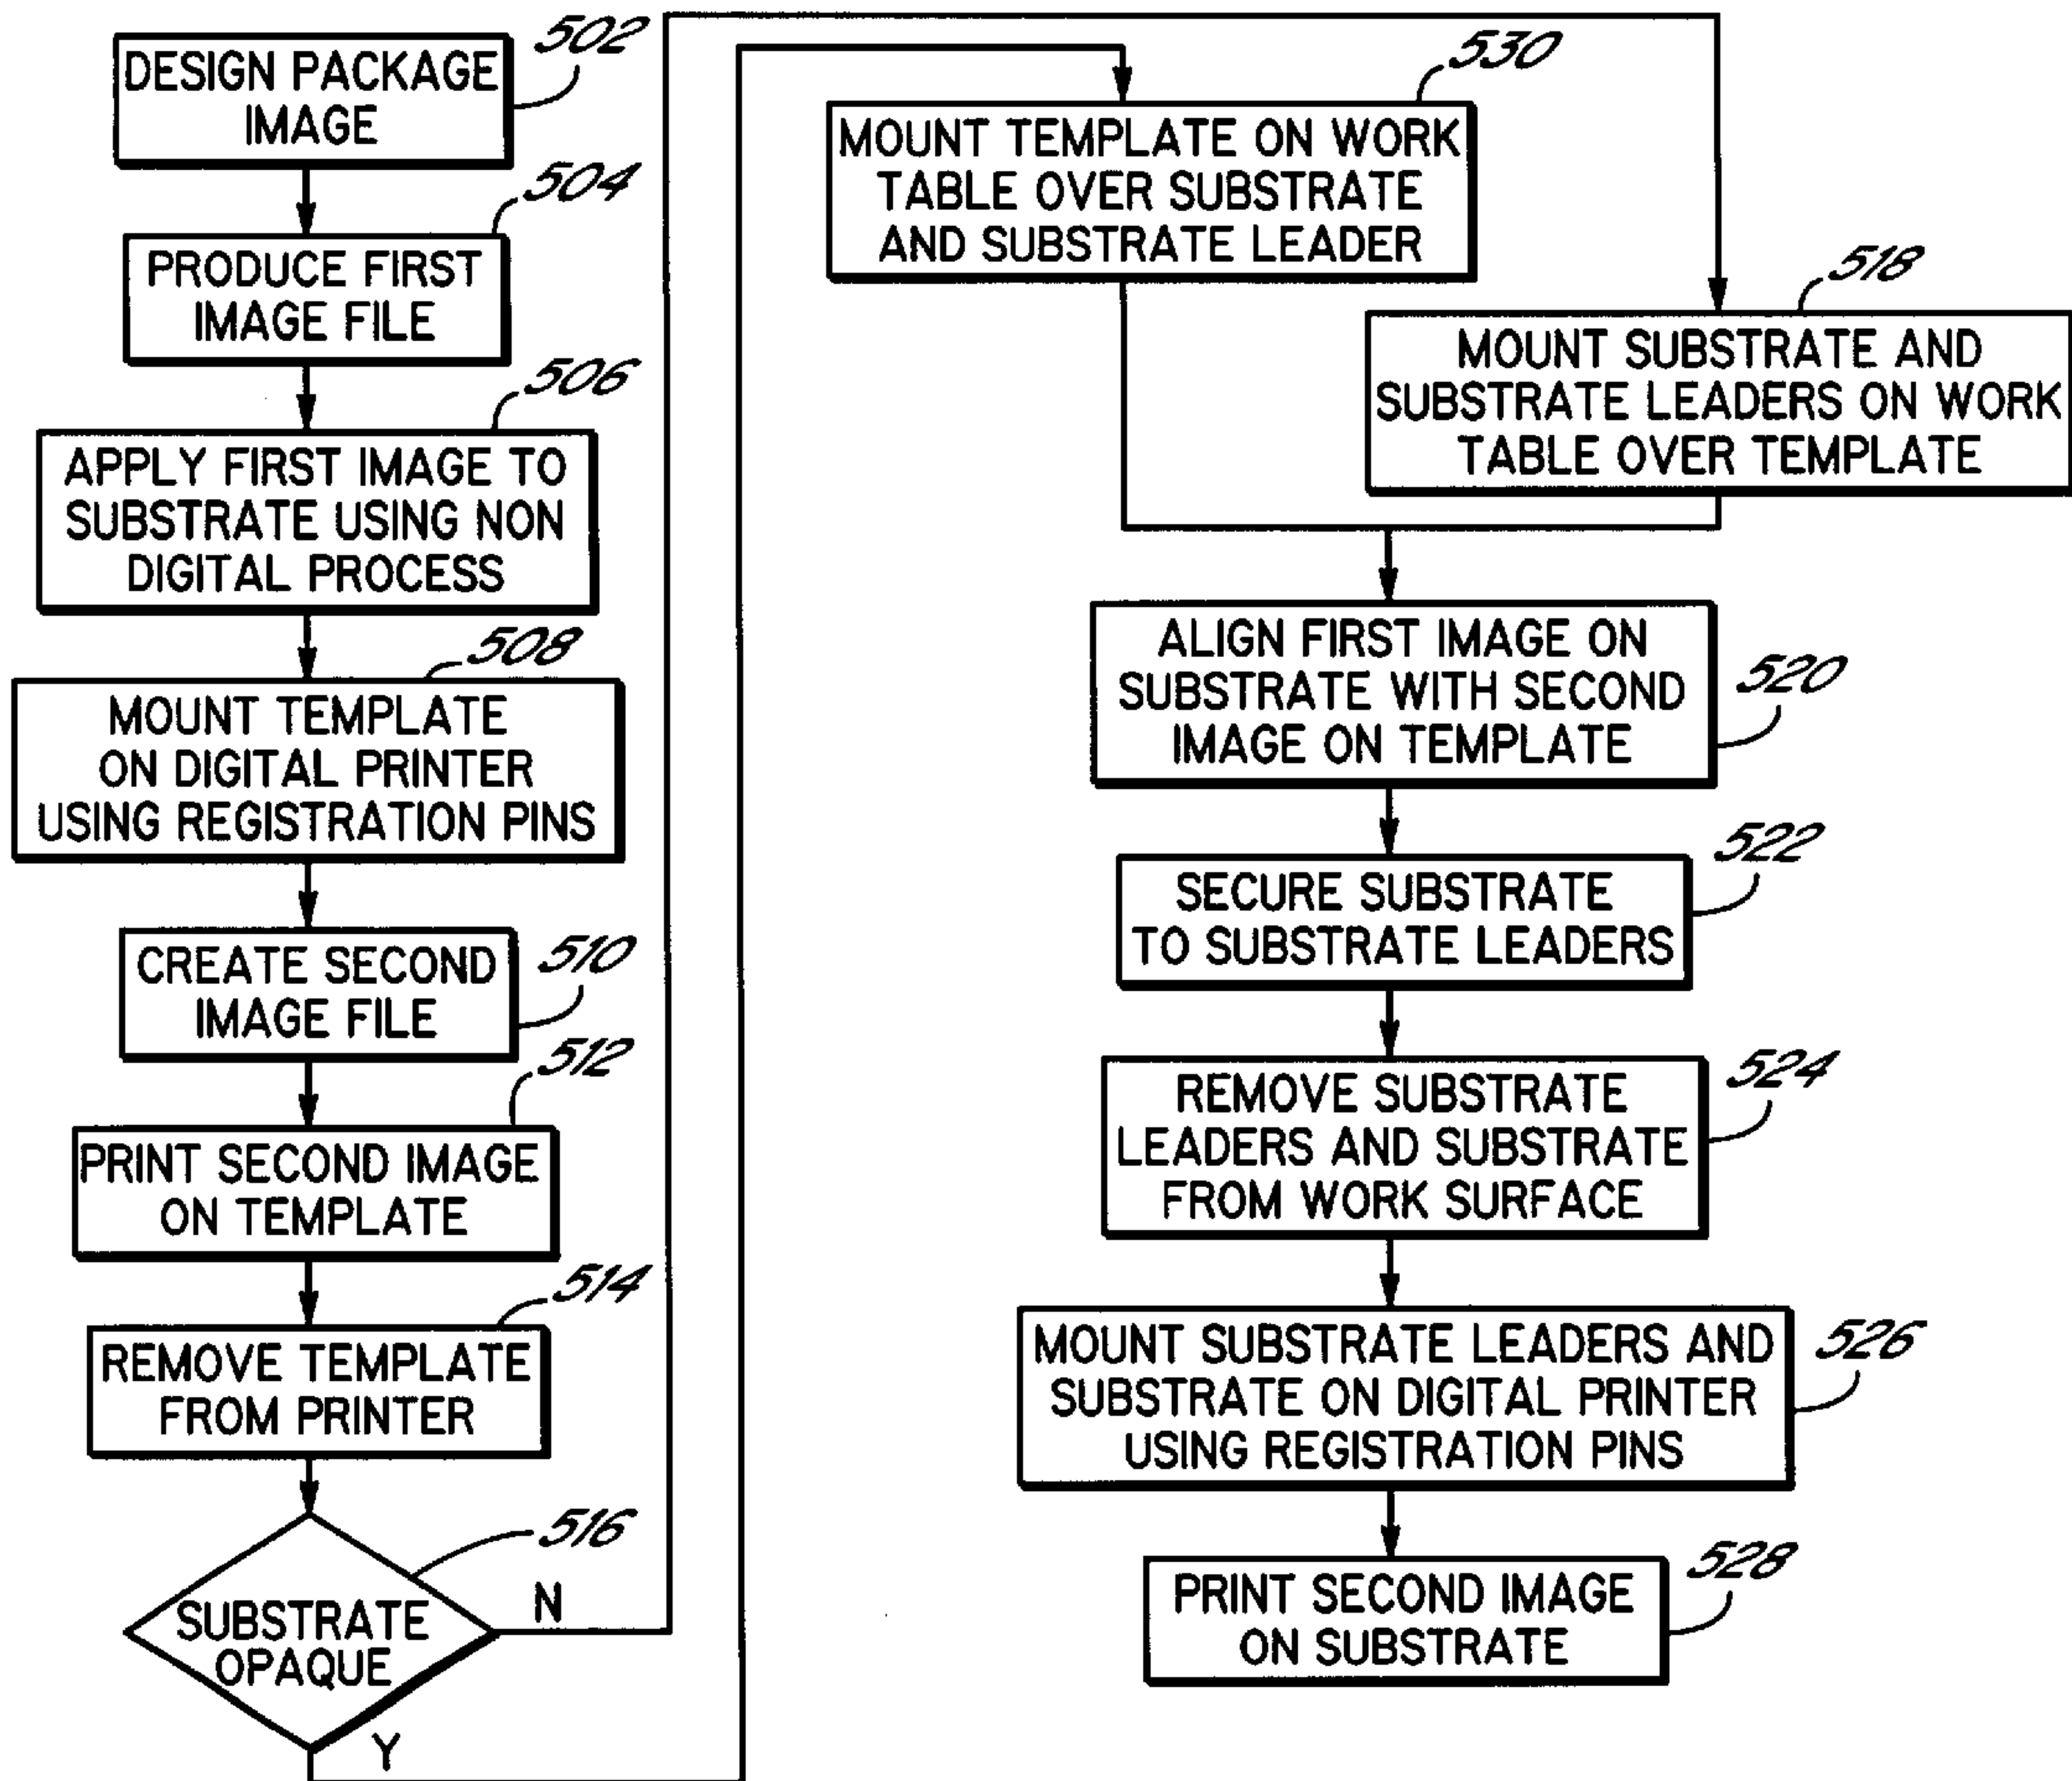 502
DESIGN PACKAGE
IMAGE
504
PRODUCE FIRST
IMAGE FILE
506
APPLY FIRST IMAGE TO
SUBSTRATE USING NON
DIGITAL PROCESS
508
MOUNT TEMPLATE
ON DIGITAL PRINTER
USING REGISTRATION PINS
510
CREATE SECOND
IMAGE FILE
512
PRINT SECOND IMAGE
ON TEMPLATE
514
REMOVE TEMPLATE
FROM PRINTER
516
SUBSTRATE
OPAQUE
N
Y
530
MOUNT TEMPLATE ON WORK
TABLE OVER SUBSTRATE
AND SUBSTRATE LEADER
518
MOUNT SUBSTRATE AND
SUBSTRATE LEADERS ON WORK
TABLE OVER TEMPLATE
520
ALIGN FIRST IMAGE ON
SUBSTRATE WITH SECOND
IMAGE ON TEMPLATE
522
SECURE SUBSTRATE
TO SUBSTRATE LEADERS
524
REMOVE SUBSTRATE
LEADERS AND SUBSTRATE
FROM WORK SURFACE
526
MOUNT SUBSTRATE LEADERS AND
SUBSTRATE ON DIGITAL PRINTER
USING REGISTRATION PINS
528
PRINT SECOND IMAGE
ON SUBSTRATE